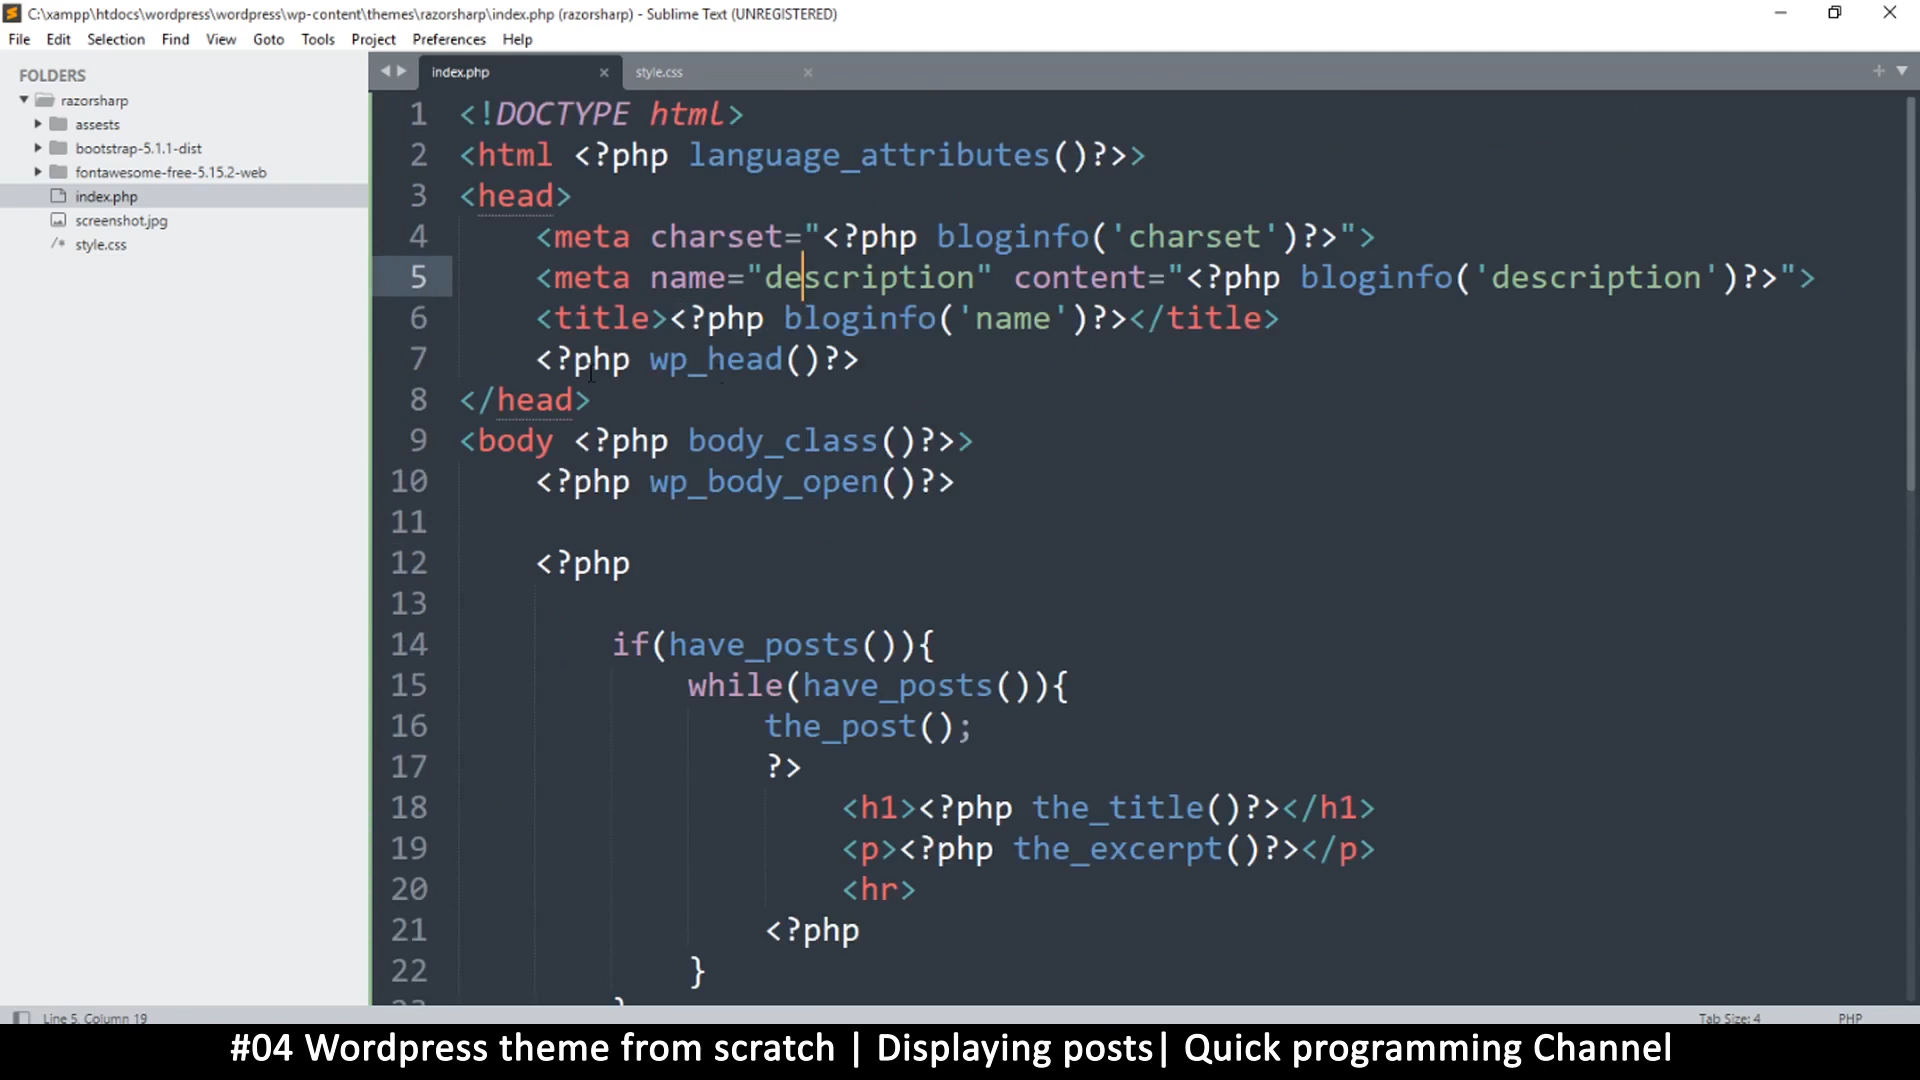 C:\xampp\htdocs\wordpress\wordpress\wp-content\themes\razorsharp\index.php (razorsharp) - Sublime Text (UNREGISTERED)
File Edit Selection Find View Goto Tools Project Preferences Help
FOLDERS
razorsharp
assests
bootstrap-5.1.1-dist
fontawesome-free-5.15.2-web
index.php
screenshot.jpg
/* style.css
index.php style.css
1 <!DOCTYPE html>
2 <html <?php language_attributes()?>>
3 <head>
4 <meta charset="<?php bloginfo('charset')?>">
5 <meta name="description" content="<?php bloginfo('description')?>">
6 <title><?php bloginfo('name')?></title>
7 <?php wp_head()?>
8 </head>
9 <body <?php body_class()?>>
10 <?php wp_body_open()?>
11
12 <?php
13
14 if(have_posts()){
15 while(have_posts()){
16 the_post();
17 ?>
18 <h1><?php the_title()?></h1>
19 <p><?php the_excerpt()?></p>
20 <hr>
21 <?php
22 }
Line 5, Column 19
Tab Size: 4
PHP
#04 Wordpress theme from scratch | Displaying posts| Quick programming Channel